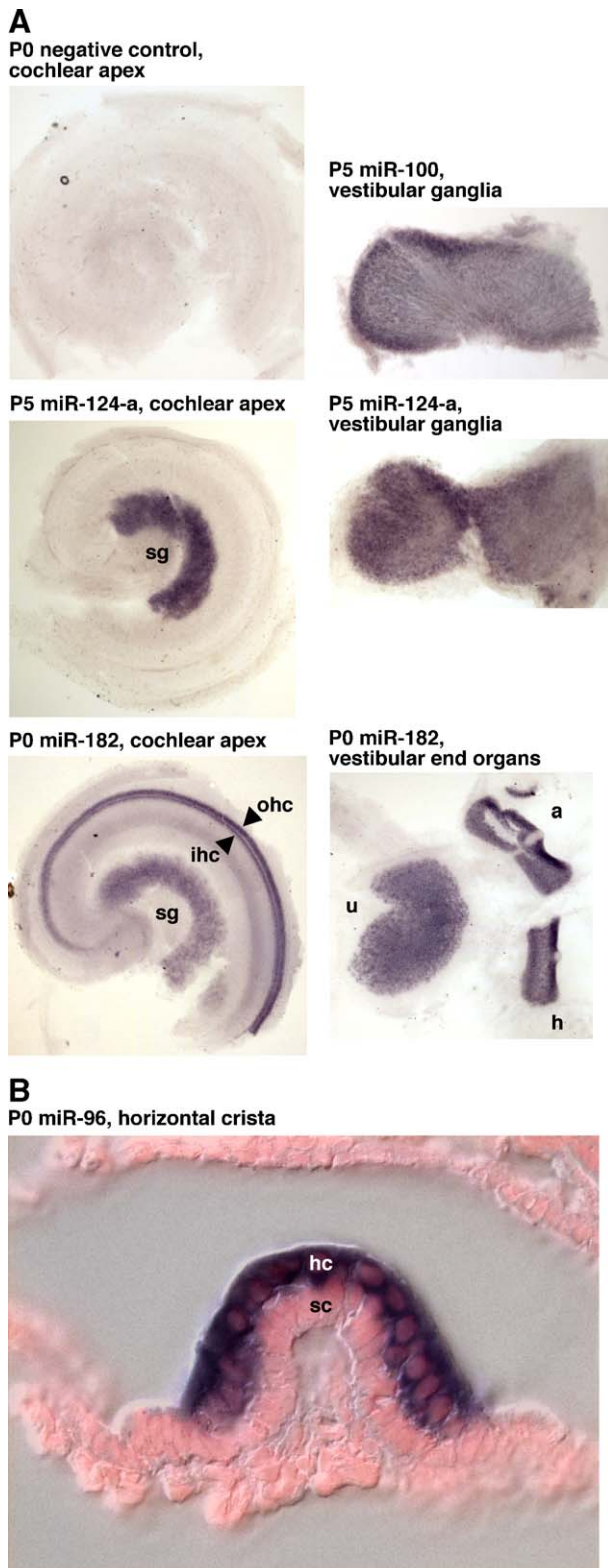 A
P0 negative control,
cochlear apex
P5 miR-100,
vestibular ganglia
P5 miR-124-a, cochlear apex
sg
P5 miR-124-a,
vestibular ganglia
P0 miR-182, cochlear apex
ohc
ihc
sg
P0 miR-182,
vestibular end organs
a
u
h
B
P0 miR-96, horizontal crista
hc
sc